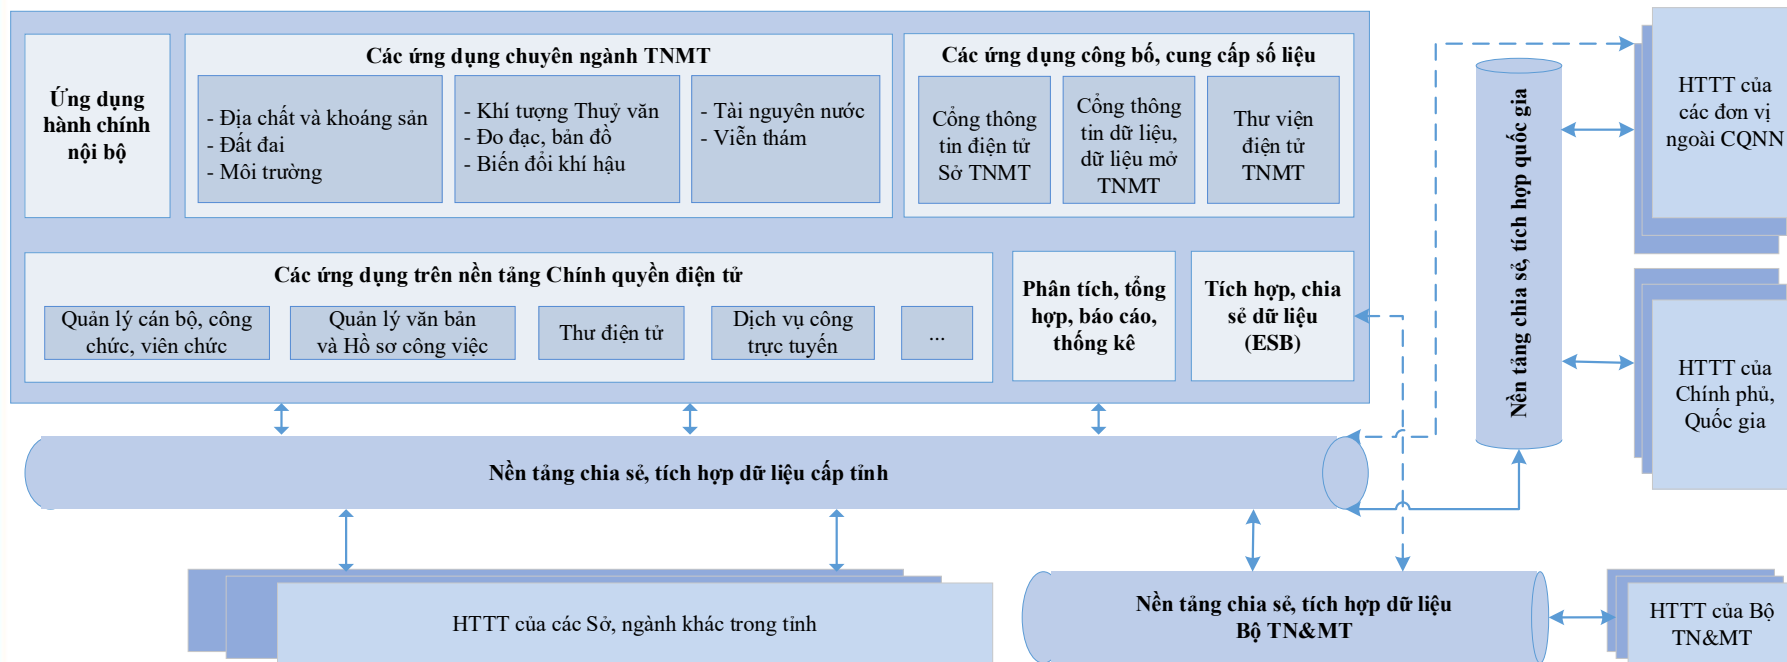 Ứng dụng
hành chính
nội bộ
Các ứng dụng chuyên ngành TNMT
- Địa chất và khoáng sản
- Đất đai
- Môi trường
- Khí tượng Thuỷ văn
- Đo đạc, bản đồ
- Biến đổi khí hậu
- Tài nguyên nước
- Viễn thám
Các ứng dụng công bố, cung cấp số liệu
Cổng thông
tin điện tử
Sở TNMT
Cổng thông
tin dữ liệu,
dữ liệu mở
TNMT
Thư viện
điện tử
TNMT
Các ứng dụng trên nền tảng Chính quyền điện tử
Quản lý cán bộ, công
chức, viên chức
Quản lý văn bản
và Hồ sơ công việc
Thư điện tử
Dịch vụ công
trực tuyến
...
Phân tích, tổng
hợp, báo cáo,
thống kê
Tích hợp, chia
sẻ dữ liệu
(ESB)
Nền tảng chia sẻ, tích hợp quốc gia
HTTT của
các đơn vị
ngoài CQNN
HTTT của
Chính phủ,
Quốc gia
Nền tảng chia sẻ, tích hợp dữ liệu cấp tỉnh
HTTT của các Sở, ngành khác trong tỉnh
Nền tảng chia sẻ, tích hợp dữ liệu
Bộ TN&MT
HTTT của Bộ
TN&MT